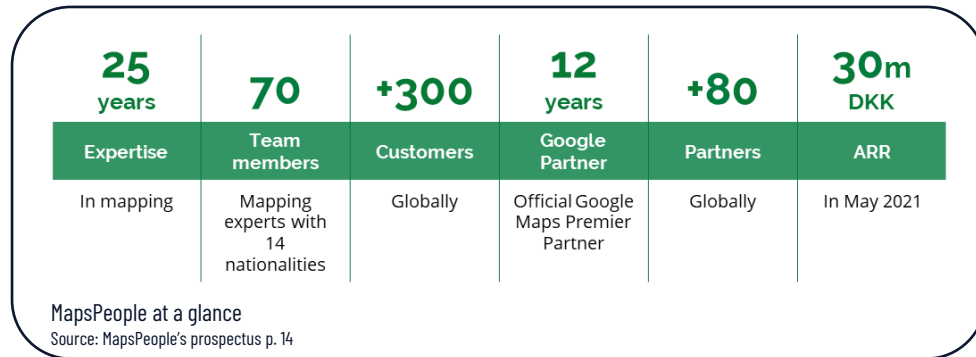 25
years
70
+300
12
years
+80
30m
DKK
Expertise
Team
members
Customers
Google
Partner
Partners
ARR
In mapping
Mapping
experts with
14
nationalities
Globally
Official Google
Maps Premier
Partner
Globally
In May 2021
MapsPeople at a glance
Source: MapsPeople's prospectus p. 14